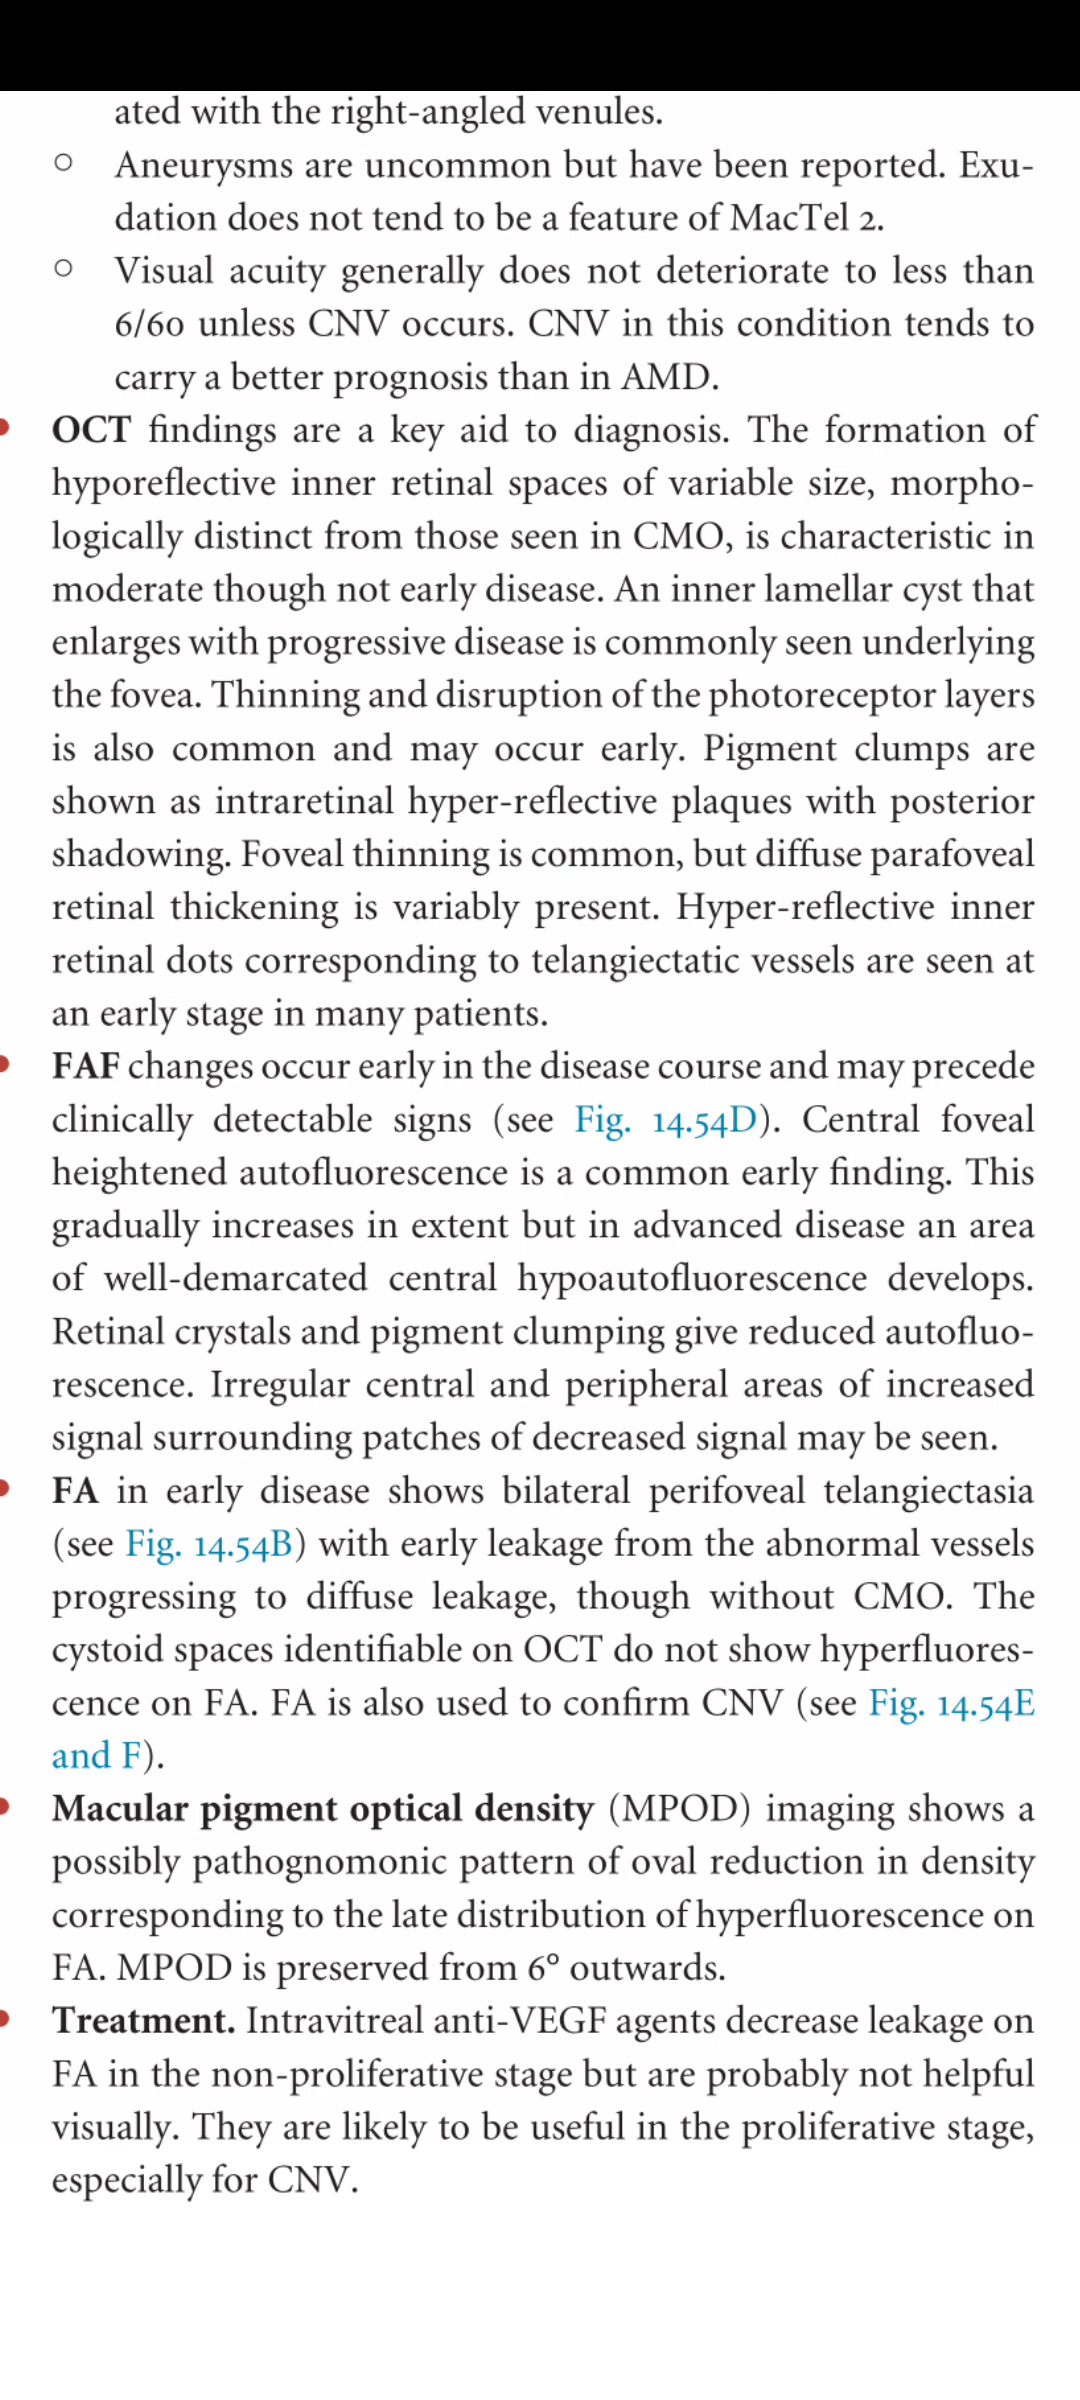 ated with the right-angled venules.
○ Aneurysms are uncommon but have been reported. Exu-
dation does not tend to be a feature of MacTel 2.
○ Visual acuity generally does not deteriorate to less than
6/60 unless CNV occurs. CNV in this condition tends to
carry a better prognosis than in AMD.
• OCT findings are a key aid to diagnosis. The formation of
hyporeflective inner retinal spaces of variable size, morpho-
logically distinct from those seen in CMO, is characteristic in
moderate though not early disease. An inner lamellar cyst that
enlarges with progressive disease is commonly seen underlying
the fovea. Thinning and disruption of the photoreceptor layers
is also common and may occur early. Pigment clumps are
shown as intraretinal hyper-reflective plaques with posterior
shadowing. Foveal thinning is common, but diffuse parafoveal
retinal thickening is variably present. Hyper-reflective inner
retinal dots corresponding to telangiectatic vessels are seen at
an early stage in many patients.
• FAF changes occur early in the disease course and may precede
clinically detectable signs (see Fig. 14.54D). Central foveal
heightened autofluorescence is a common early finding. This
gradually increases in extent but in advanced disease an area
of well-demarcated central hypoautofluorescence develops.
Retinal crystals and pigment clumping give reduced autofluo-
rescence. Irregular central and peripheral areas of increased
signal surrounding patches of decreased signal may be seen.
• FA in early disease shows bilateral perifoveal telangiectasia
(see Fig. 14.54B) with early leakage from the abnormal vessels
progressing to diffuse leakage, though without CMO. The
cystoid spaces identifiable on OCT do not show hyperfluores-
cence on FA. FA is also used to confirm CNV (see Fig. 14.54E
and F).
• Macular pigment optical density (MPOD) imaging shows a
possibly pathognomonic pattern of oval reduction in density
corresponding to the late distribution of hyperfluorescence on
FA. MPOD is preserved from 6° outwards.
• Treatment. Intravitreal anti-VEGF agents decrease leakage on
FA in the non-proliferative stage but are probably not helpful
visually. They are likely to be useful in the proliferative stage,
especially for CNV.